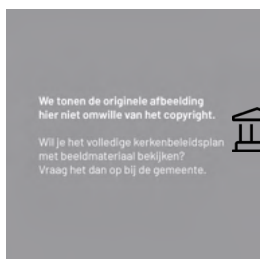 We tonen de originele afbeelding
hier niet omwille van het copyright.
Wil je het volledige kerkenbeleidsplan
met beeldmateriaal bekijken?
Vraag het dan op bij de gemeente.